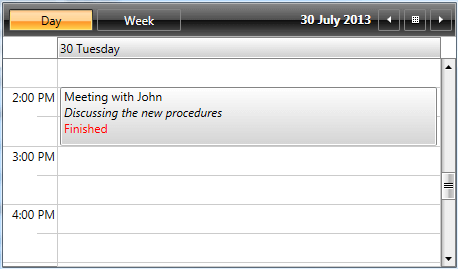 Day Week 30 July 2013
30 Tuesday
2:00 PM
Meeting with John
Discussing the new procedures
Finished
3:00 PM
4:00 PM